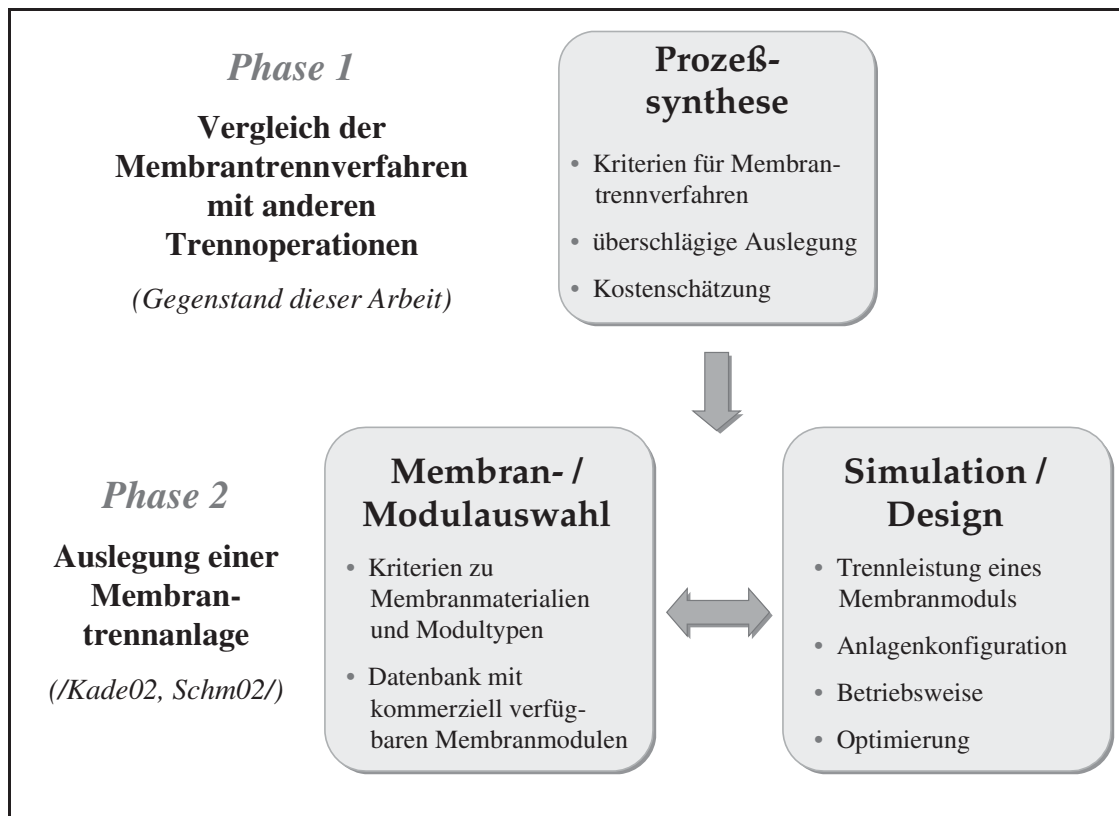 Phase 1
Vergleich der
Membrantrennverfahren
mit anderen
Trennoperationen
(Gegenstand dieser Arbeit)
Prozeß-
synthese
• Kriterien für Membran-
trennverfahren
• überschlägige Auslegung
• Kostenschätzung
Phase 2
Auslegung einer
Membran-
trennanlage
(/Kade02, Schm02/)
Membran- /
Modulauswahl
• Kriterien zu
Membranmaterialien
und Modultypen
• Datenbank mit
kommerziell verfüg-
baren Membranmodulen
Simulation /
Design
• Trennleistung eines
Membranmoduls
• Anlagenkonfiguration
• Betriebsweise
• Optimierung